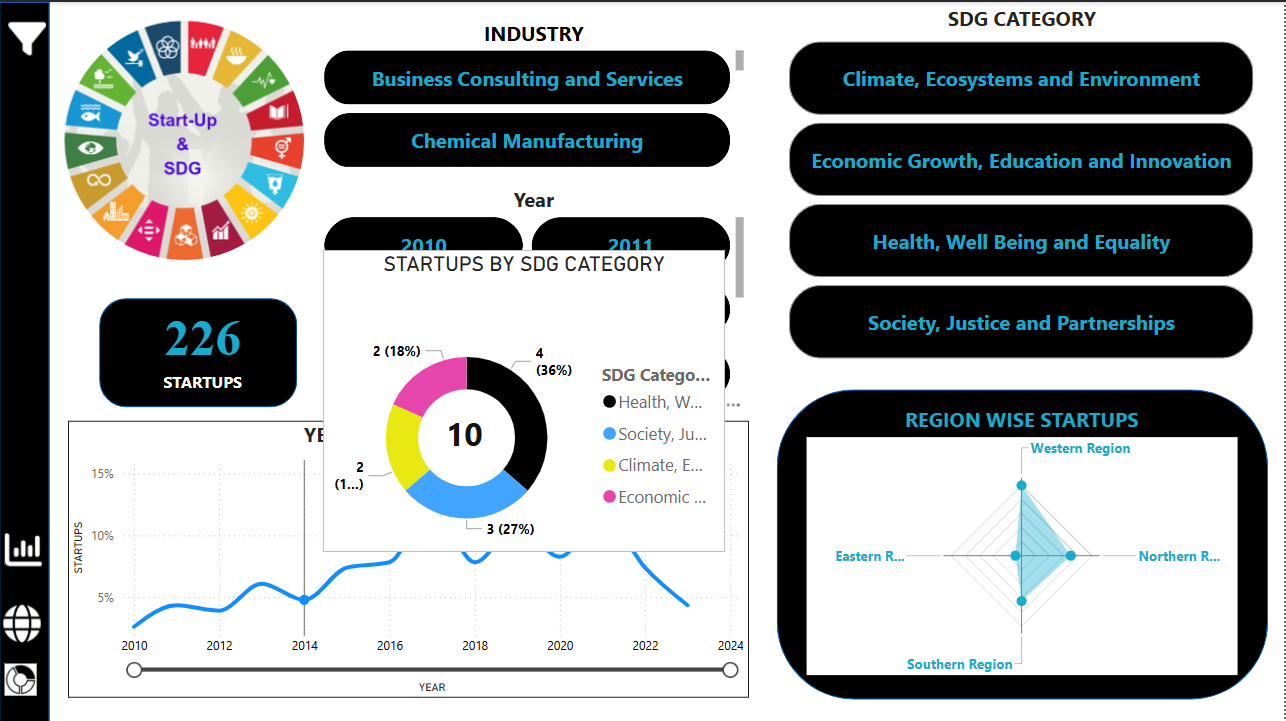 Start-Up
&
SDG
INDUSTRY
Business Consulting and Services
Chemical Manufacturing
Year
2010
2011
SDG CATEGORY
Climate, Ecosystems and Environment
Economic Growth, Education and Innovation
Health, Well Being and Equality
Society, Justice and Partnerships
226
STARTUPS
STARTUPS BY SDG CATEGORY
2 (18%)
4
(36%)
2
(1...)
3 (27%)
10
SDG Catego...
Health, W...
Society, Ju...
Climate, E...
Economic ...
YE
15%
10%
5%
STARTUPS
2010
2012
2014
2016
2018
2020
2022
2024
YEAR
REGION WISE STARTUPS
Western Region
Eastern R...
Northern R...
Southern Region